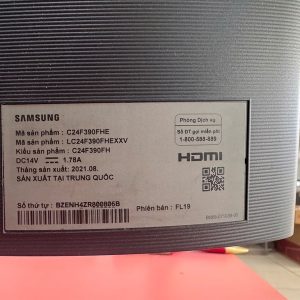 SAMSUNG
Mã sản phẩm : C24F390FHE
Mã sản phẩm : LC24F390FHEXXV
Kiểu sản phẩm : C24F390FH
DC14V ⎓ 1.78A
Tháng sản xuất : 2021.08.
SẢN XUẤT TẠI TRUNG QUỐC
Phòng Dịch vụ
Số ĐT gọi miễn phí:
1-800-588-889
HDMI
Số thứ tự : BZENH4ZR800806B
Phiên bản : FL19